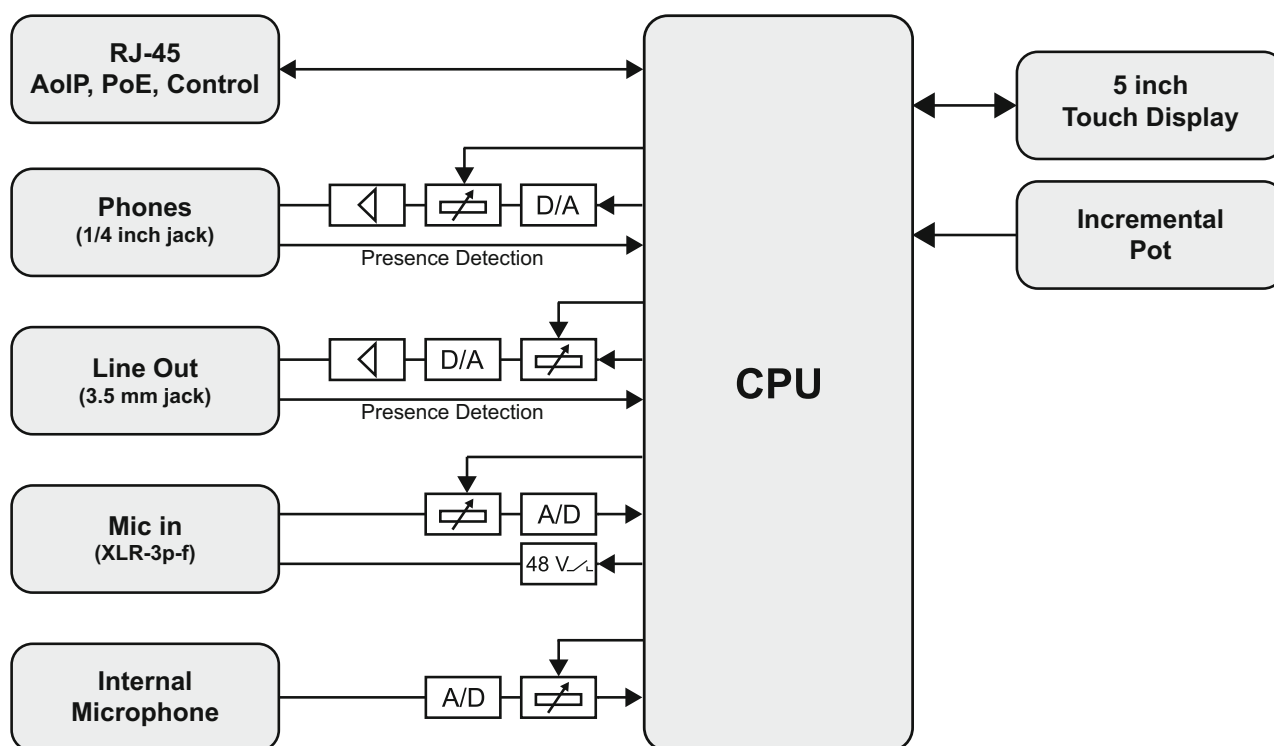 RJ-45
AoIP, PoE, Control
Phones
(1/4 inch jack)
D/A
Presence Detection
Line Out
(3.5 mm jack)
D/A
Presence Detection
Mic in
(XLR-3p-f)
A/D
48 V
Internal
Microphone
A/D
CPU
5 inch
Touch Display
Incremental
Pot